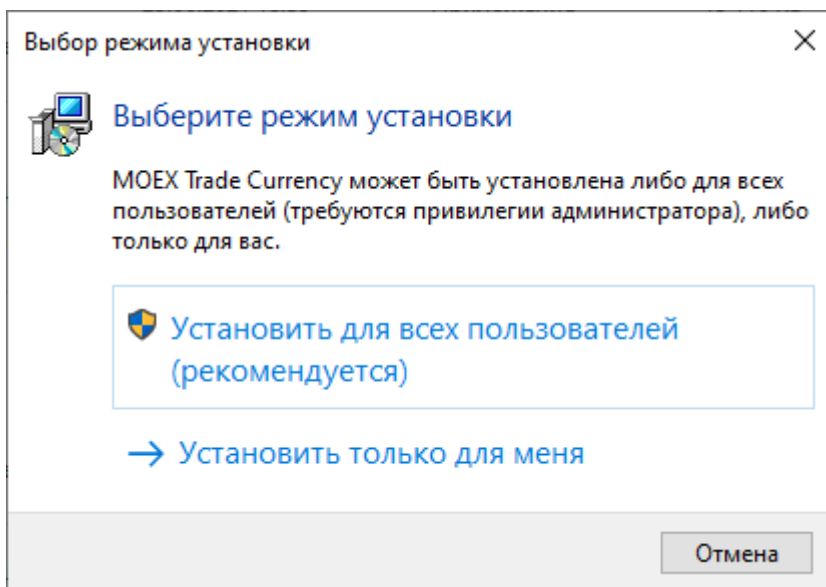 Выбор режима установки
Выберите режим установки
MOEX Trade Currency может быть установлена либо для всех
пользователей (требуются привилегии администратора), либо
только для вас.
Установить для всех пользователей
(рекомендуется)
Установить только для меня
Отмена